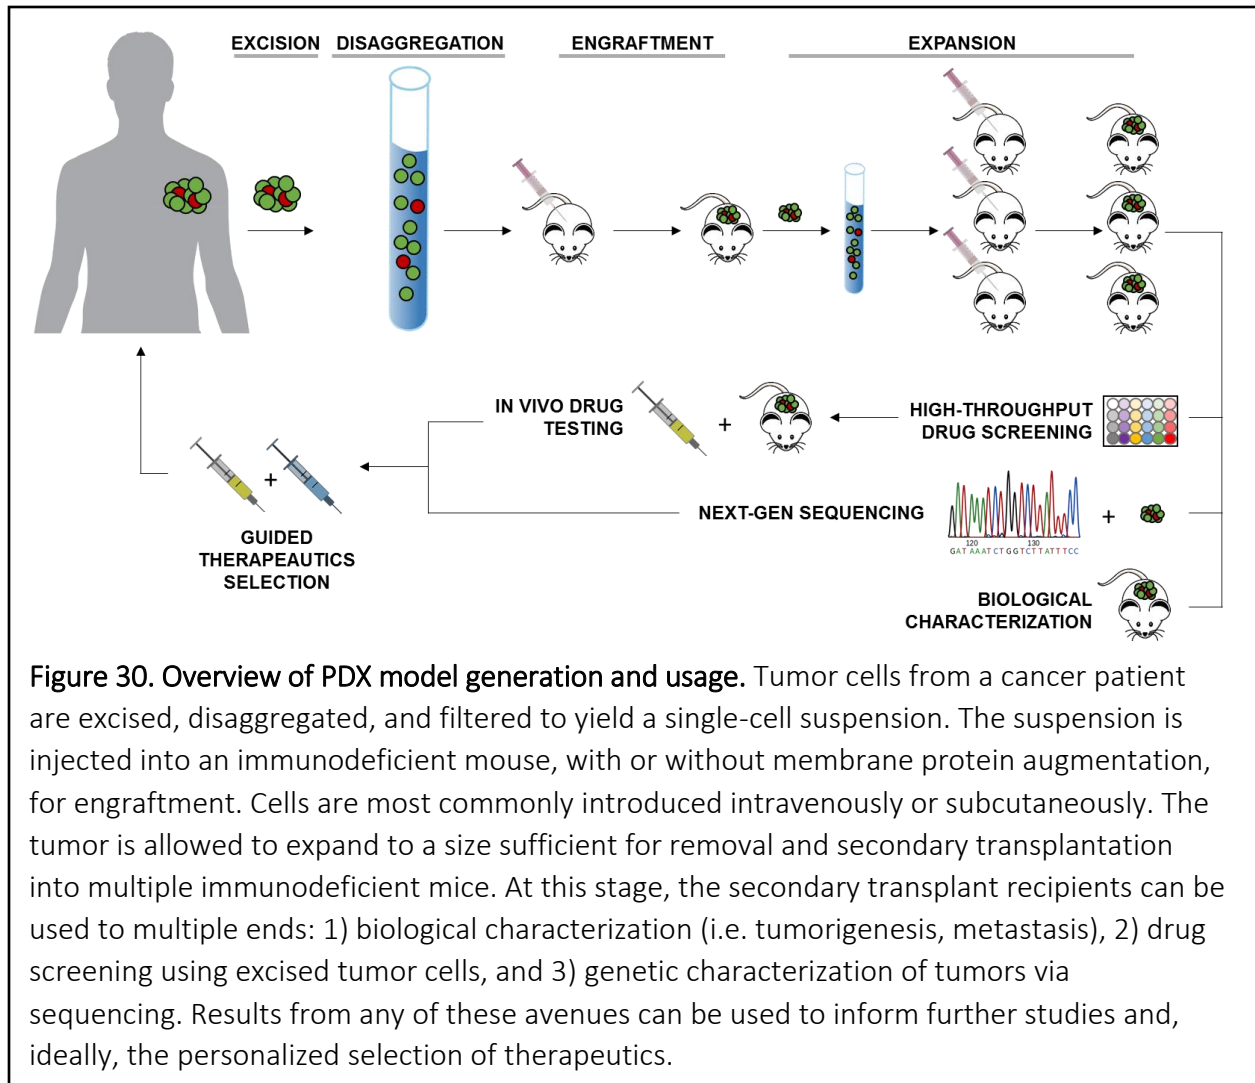 EXCISION DISAGGREGATION ENGRAFTMENT EXPANSION
IN VIVO DRUG
TESTING
+
HIGH-THROUGHPUT
DRUG SCREENING
NEXT-GEN SEQUENCING
120 130
GATAAATCTGGTCTTATTTCC
+
+
GUIDED
THERAPEAUTICS
SELECTION
BIOLOGICAL
CHARACTERIZATION
Figure 30. Overview of PDX model generation and usage. Tumor cells from a cancer patient
are excised, disaggregated, and filtered to yield a single-cell suspension. The suspension is
injected into an immunodeficient mouse, with or without membrane protein augmentation,
for engraftment. Cells are most commonly introduced intravenously or subcutaneously. The
tumor is allowed to expand to a size sufficient for removal and secondary transplantation
into multiple immunodeficient mice. At this stage, the secondary transplant recipients can be
used to multiple ends: 1) biological characterization (i.e. tumorigenesis, metastasis), 2) drug
screening using excised tumor cells, and 3) genetic characterization of tumors via
sequencing. Results from any of these avenues can be used to inform further studies and,
ideally, the personalized selection of therapeutics.